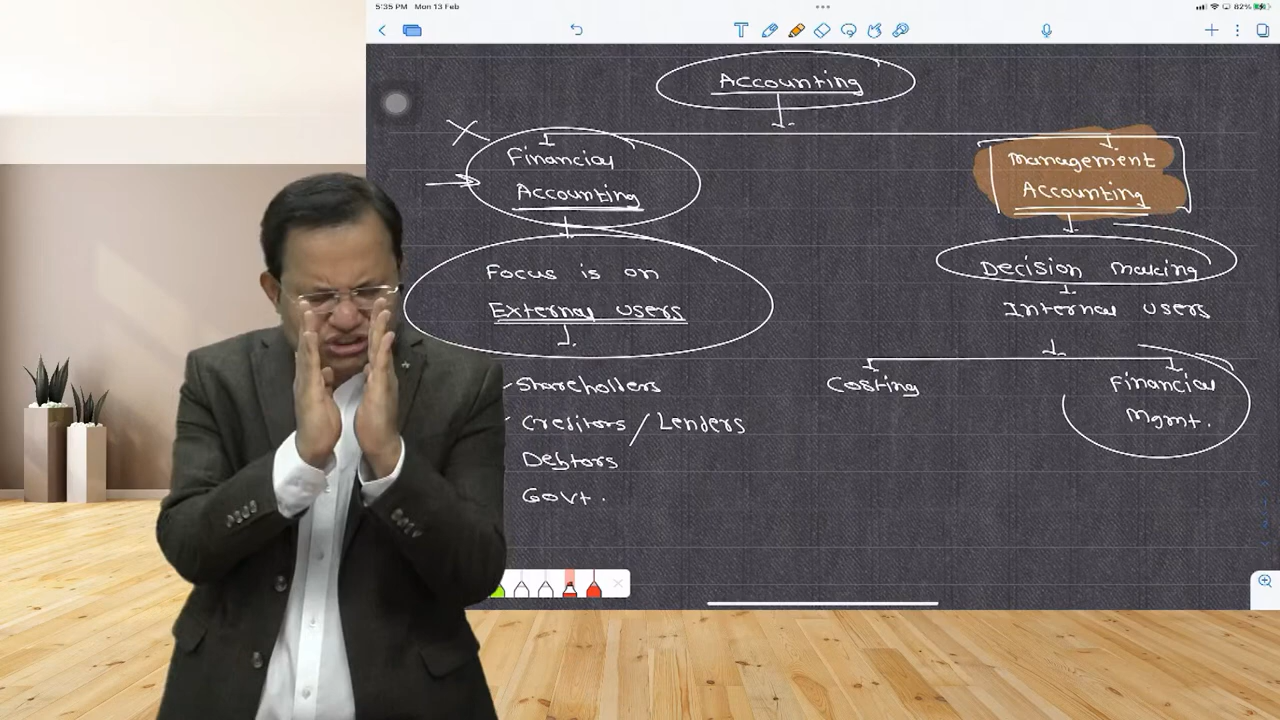 5:35 PM Mon 13 Feb
82%
Accounting
Financial
Accounting
Focus is on
External users
Shareholders
Creditors / Lenders
Debtors
Govt.
Management
Accounting
Decision making
Internal users
Costing
Financial
Mgmt.